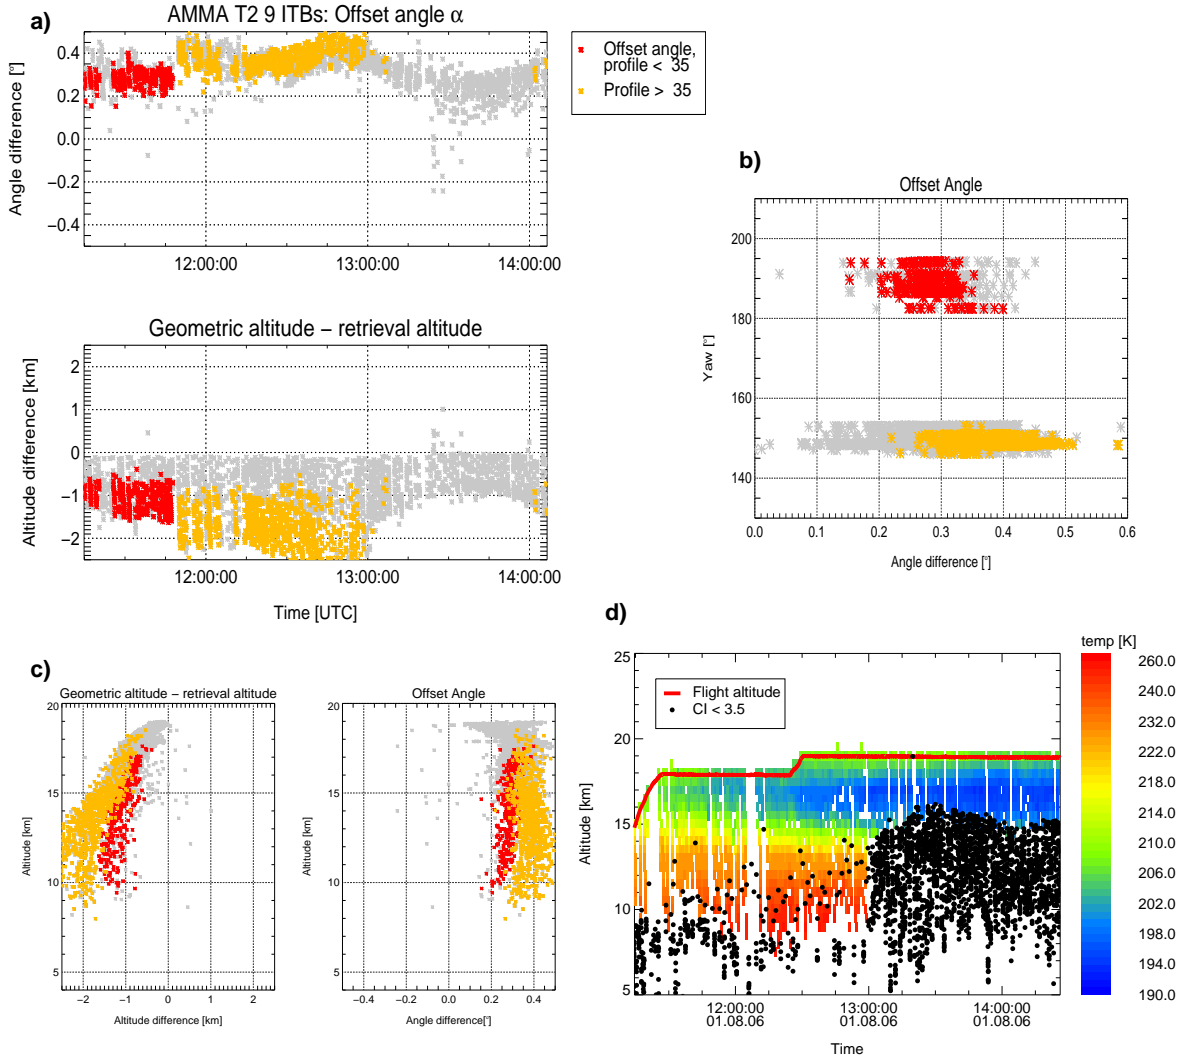 a)
AMMA T2 9 ITBs: Offset angle α
Angle difference [°]
0.4
0.2
0.0
−0.2
−0.4
12:00:00
13:00:00
14:00:00
Offset angle,
profile < 35
Profile > 35
Geometric altitude − retrieval altitude
Altitude difference [km]
2
1
0
−1
−2
12:00:00
13:00:00
14:00:00
Time [UTC]
b)
Offset Angle
Yaw [°]
200
180
160
140
0.0
0.1
0.2
0.3
0.4
0.5
0.6
Angle difference [°]
c)
Geometric altitude − retrieval altitude
Altitude [km]
20
15
10
5
−2
−1
0
1
2
Altitude difference [km]
Offset Angle
Altitude [km]
20
15
10
5
−0.4
−0.2
0.0
0.2
0.4
Angle difference[°]
d)
Altitude [km]
25
20
15
10
5
Flight altitude
CI < 3.5
12:00:00
01.08.06
13:00:00
01.08.06
14:00:00
01.08.06
Time
temp [K]
260.0
240.0
232.0
222.0
218.0
214.0
210.0
206.0
202.0
198.0
194.0
190.0